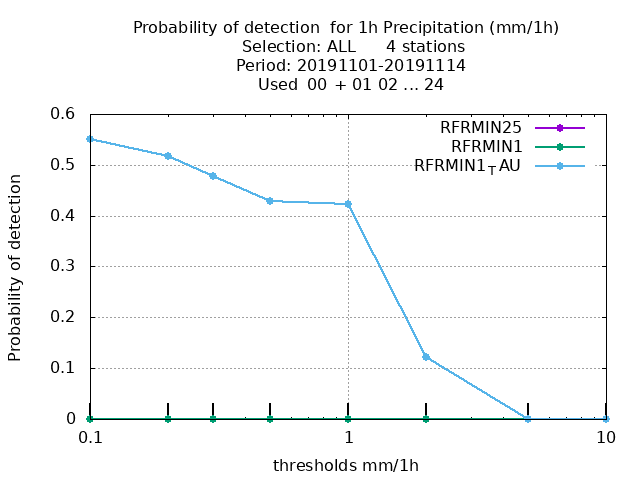 Probability of detection  for 1h Precipitation (mm/1h)
Selection: ALL      4 stations
Period: 20191101-20191114
Used  00  + 01 02 ... 24
0.6
RFRMIN25
RFRMIN1
RFRMIN1TAU
0.5
0.4
0.3
0.2
0.1
0
0.1
1
10
Probability of detection
thresholds mm/1h